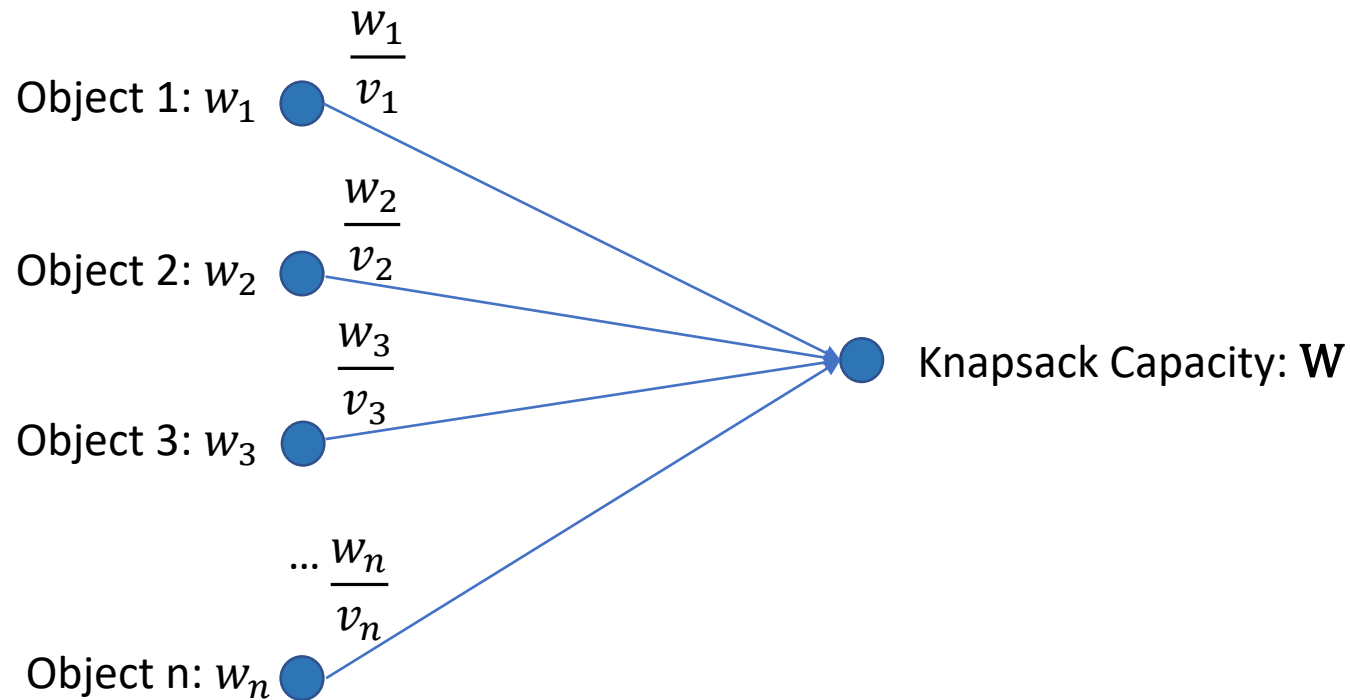 w₁
v₁
Object 1: w₁
w₂
v₂
Object 2: w₂
w₃
v₃
Object 3: w₃
Knapsack Capacity: W
... wₙ
vₙ
Object n: wₙ